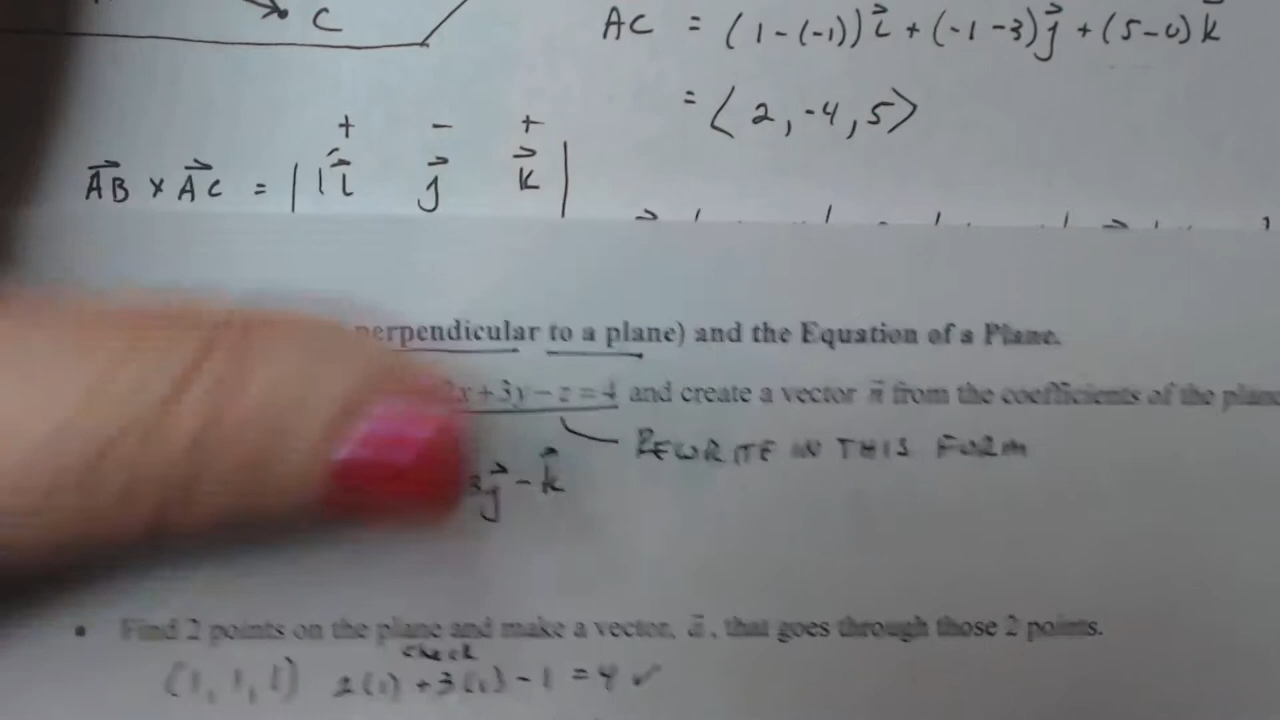 C
AC = (1-(-1))i + (-1-3)j + (5-0)k
= ⟨2, -4, 5⟩
+ - +
AB × AC = | i j k |
perpendicular to a plane) and the Equation of a Plane.
2x+3y−z=4 and create a vector n from the coefficients of the plane
REWRITE IN THIS FORM
3j - k
• Find 2 points on the plane and make a vector, a, that goes through those 2 points.
check
(1, 1, 1) 2(1) + 3(1) - 1 = 4 ✓